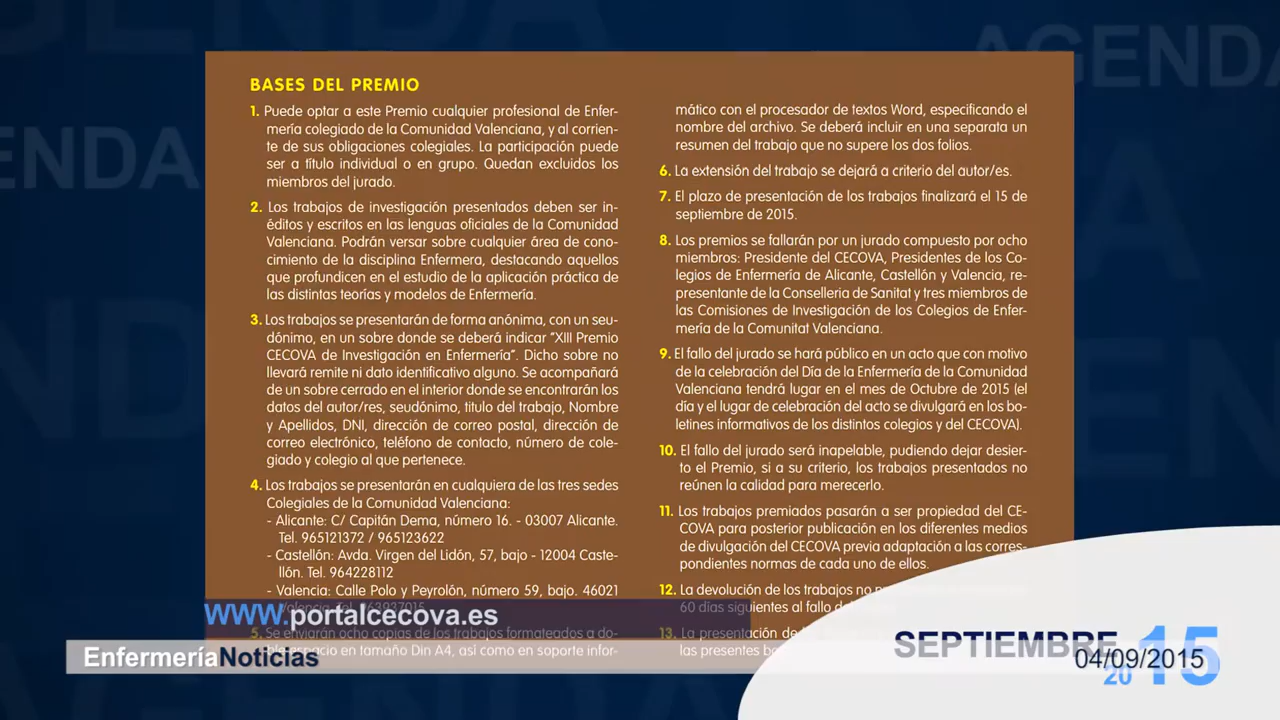 AGENDA
AGENDA
BASES DEL PREMIO
1. Puede optar a este Premio cualquier profesional de Enfer-
mería colegiado de la Comunidad Valenciana, y al corrien-
te de sus obligaciones colegiales. La participación puede
ser a título individual o en grupo. Quedan excluidos los
miembros del jurado.
2. Los trabajos de investigación presentados deben ser in-
éditos y escritos en las lenguas oficiales de la Comunidad
Valenciana. Podrán versar sobre cualquier área de cono-
cimiento de la disciplina Enfermera, destacando aquellos
que profundicen en el estudio de la aplicación práctica de
las distintas teorías y modelos de Enfermería.
3. Los trabajos se presentarán de forma anónima, con un seu-
dónimo, en un sobre donde se deberá indicar "XIII Premio
CECOVA de Investigación en Enfermería". Dicho sobre no
llevará remite ni dato identificativo alguno. Se acompañará
de un sobre cerrado en el interior donde se encontrarán los
datos del autor/res, seudónimo, titulo del trabajo, Nombre
y Apellidos, DNI, dirección de correo postal, dirección de
correo electrónico, teléfono de contacto, número de cole-
giado y colegio al que pertenece.
4. Los trabajos se presentarán en cualquiera de las tres sedes
Colegiales de la Comunidad Valenciana:
- Alicante: C/ Capitán Dema, número 16. - 03007 Alicante.
Tel. 965121372 / 965123622
- Castellón: Avda. Virgen del Lidón, 57, bajo - 12004 Caste-
llón. Tel. 964228112
- Valencia: Calle Polo y Peyrolón, número 59, bajo. 46021
Valencia. Tel. 963937015
5. Se enviarán ocho copias de los trabajos formateados a do-
ble espacio en tamaño Din A4, así como en soporte infor-
mático con el procesador de textos Word, especificando el
nombre del archivo. Se deberá incluir en una separata un
resumen del trabajo que no supere los dos folios.
6. La extensión del trabajo se dejará a criterio del autor/es.
7. El plazo de presentación de los trabajos finalizará el 15 de
septiembre de 2015.
8. Los premios se fallarán por un jurado compuesto por ocho
miembros: Presidente del CECOVA, Presidentes de los Co-
legios de Enfermería de Alicante, Castellón y Valencia, re-
presentante de la Conselleria de Sanitat y tres miembros de
las Comisiones de Investigación de los Colegios de Enfer-
mería de la Comunitat Valenciana.
9. El fallo del jurado se hará público en un acto que con motivo
de la celebración del Día de la Enfermería de la Comunidad
Valenciana tendrá lugar en el mes de Octubre de 2015 (el
día y el lugar de celebración del acto se divulgará en los bo-
letines informativos de los distintos colegios y del CECOVA).
10. El fallo del jurado será inapelable, pudiendo dejar desier-
to el Premio, si a su criterio, los trabajos presentados no
reúnen la calidad para merecerlo.
11. Los trabajos premiados pasarán a ser propiedad del CE-
COVA para posterior publicación en los diferentes medios
de divulgación del CECOVA previa adaptación a las corres-
pondientes normas de cada uno de ellos.
12. La devolución de los trabajos no
60 días siguientes al fallo
13. La presentación de
las presentes
www.portalcecova.es
EnfermeríaNoticias
SEPTIEMBRE 2015
04/09/2015